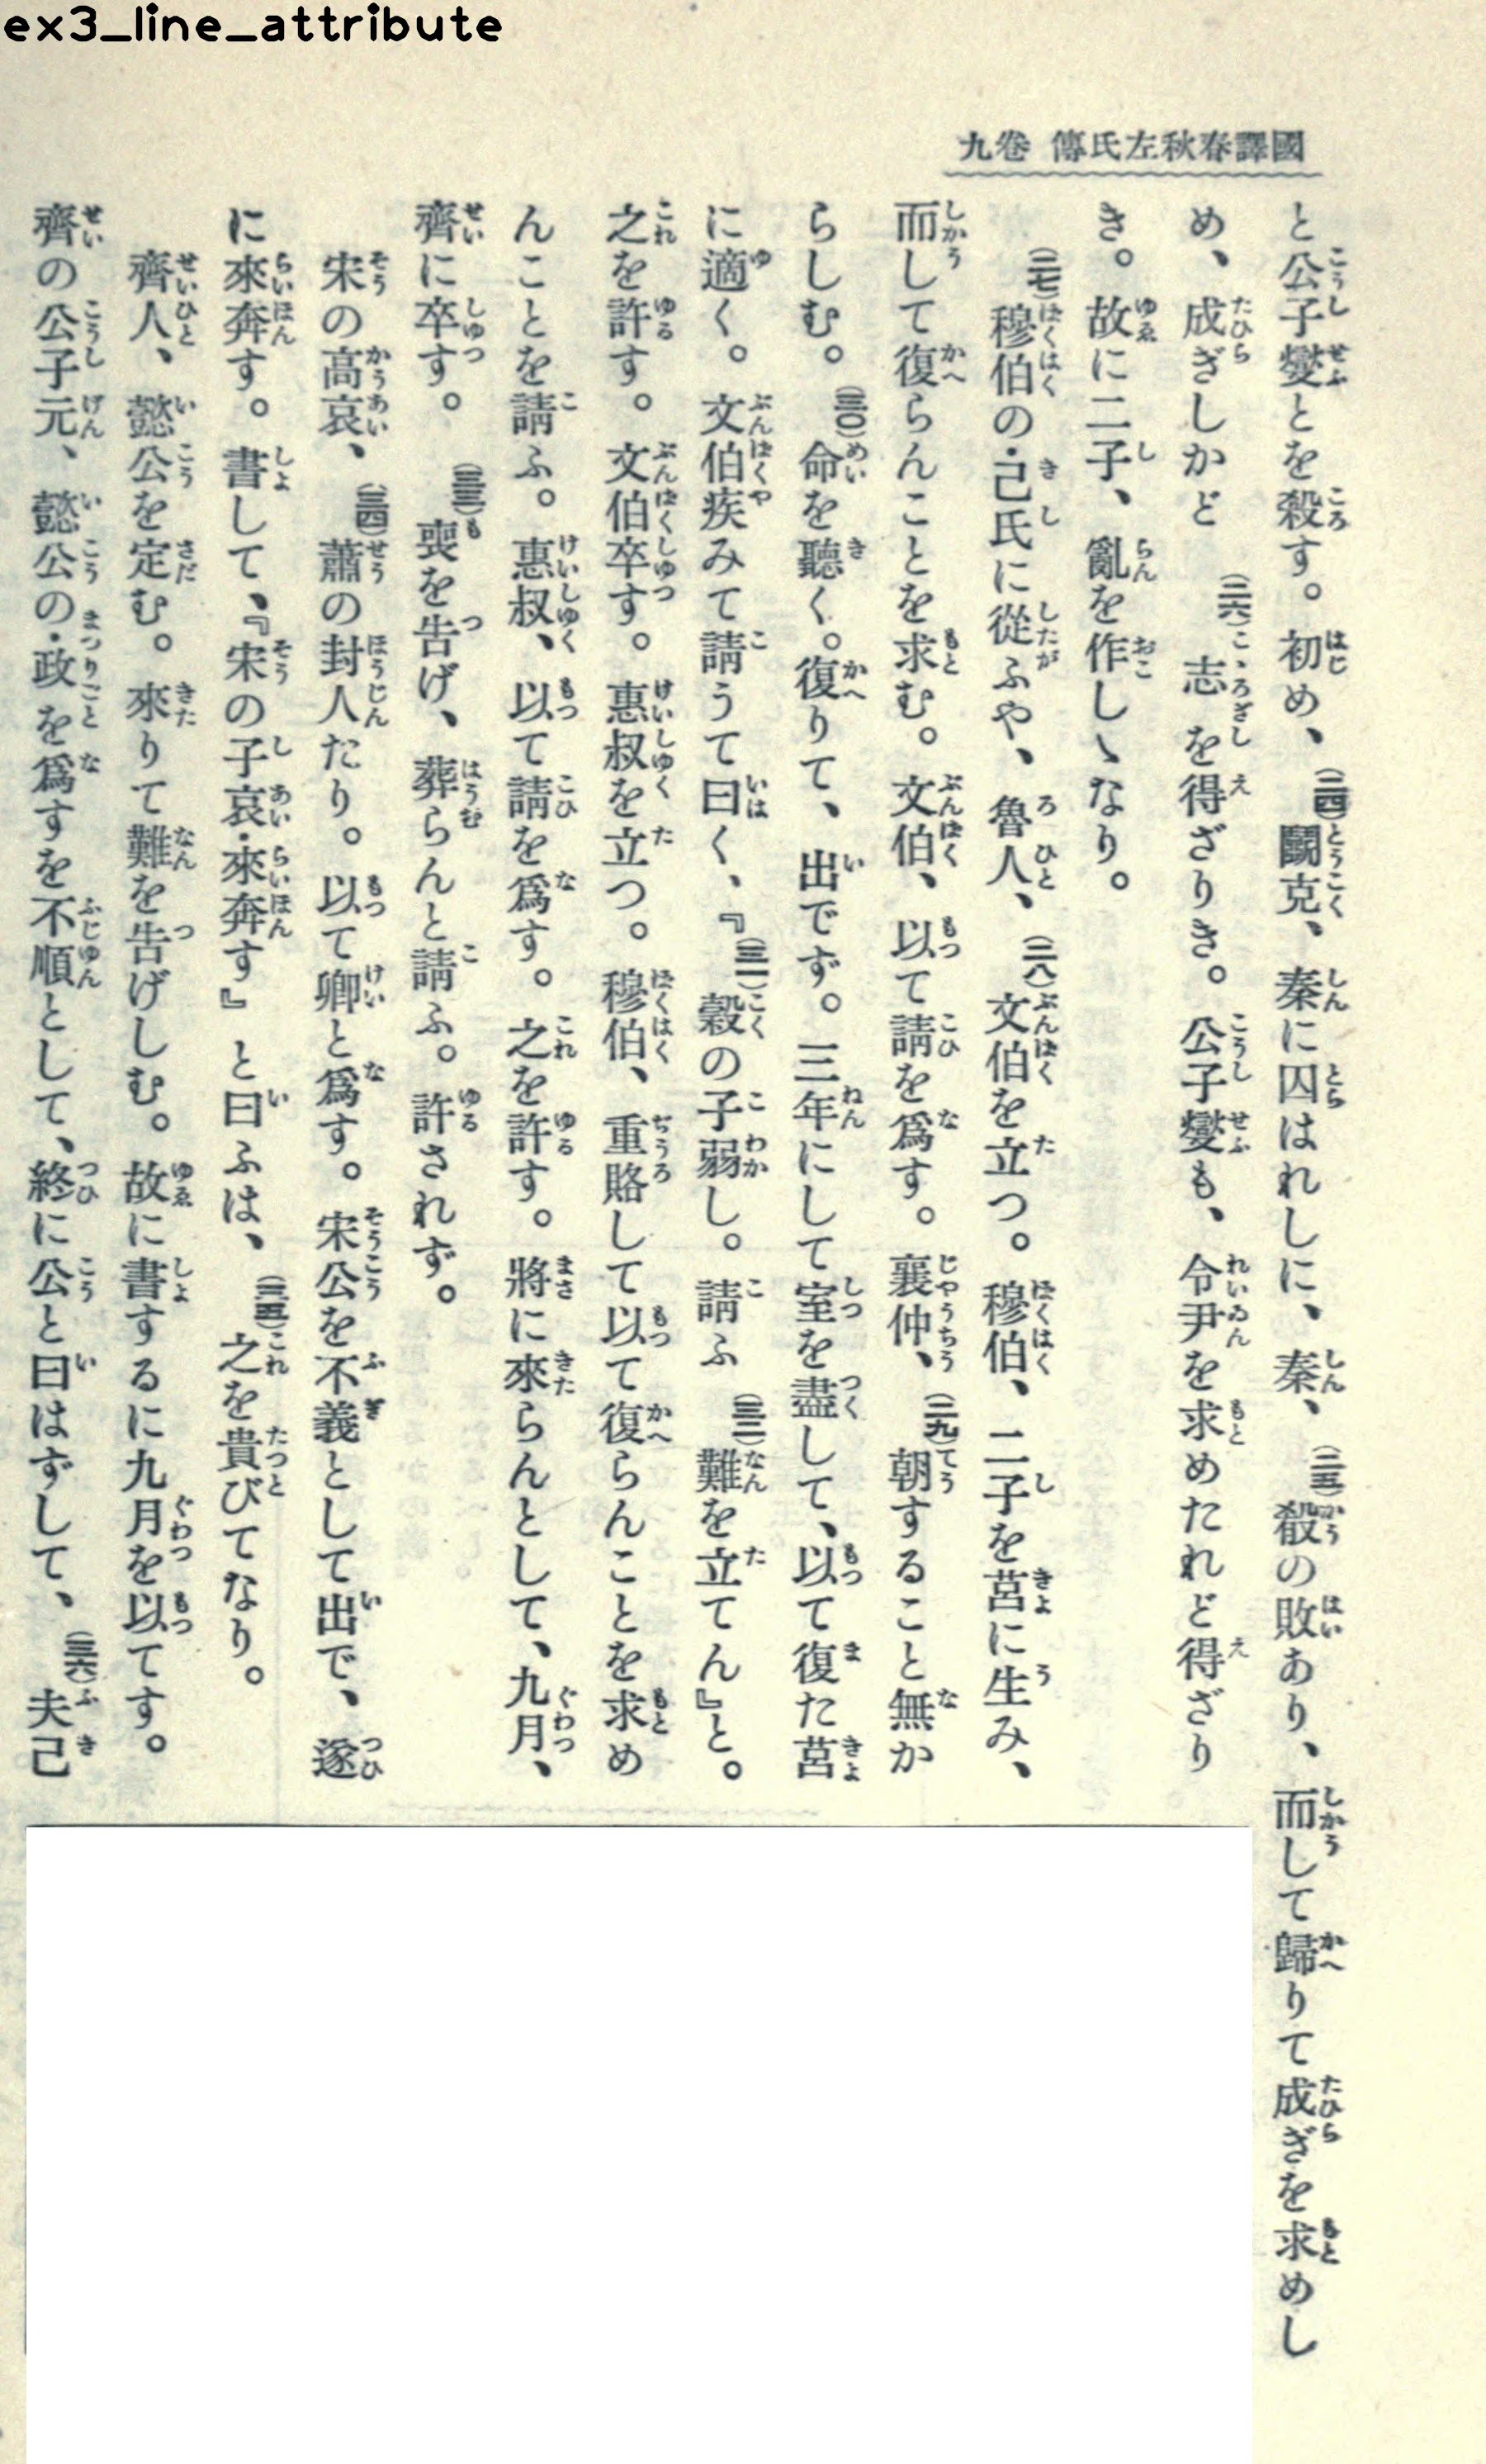 ex3_line_attribute
國譯春秋左氏傳 卷九
と公子燮とを殺す。初め、(二四)鬭克、秦に囚はれしに、秦、(二五)殽の敗あり、而して歸りて成ぎを求めし
め、成ぎしかど(二六)志を得ざりき。公子燮も、令尹を求めたれど得ざり
き。故に二子、亂を作しゝなり。
(二七)穆伯の・己氏に從ふや、魯人、(二八)文伯を立つ。穆伯、二子を莒に生み、
而して復らんことを求む。文伯、以て請を爲す。襄仲、(二九)朝すること無か
らしむ。(三〇)命を聽く。復りて、出でず。三年にして室を盡して、以て復た莒
に適く。文伯疾みて請うて曰く、『(三一)穀の子弱し。請ふ(三二)難を立てん』と。
之を許す。文伯卒す。惠叔を立つ。穆伯、重賂して以て復らんことを求め
んことを請ふ。惠叔、以て請を爲す。之を許す。將に來らんとして、九月、
齊に卒す。(三三)喪を告げ、葬らんと請ふ。許されず。
宋の高哀、(三四)蕭の封人たり。以て卿と爲す。宋公を不義として出で、遂
に來奔す。書して、『宋の子哀・來奔す』と曰ふは、(三五)之を貴びてなり。
齊人、懿公を定む。來りて難を告げしむ。故に書するに九月を以てす。
齊の公子元、懿公の・政を爲すを不順として、終に公と曰はずして、(三六)夫己